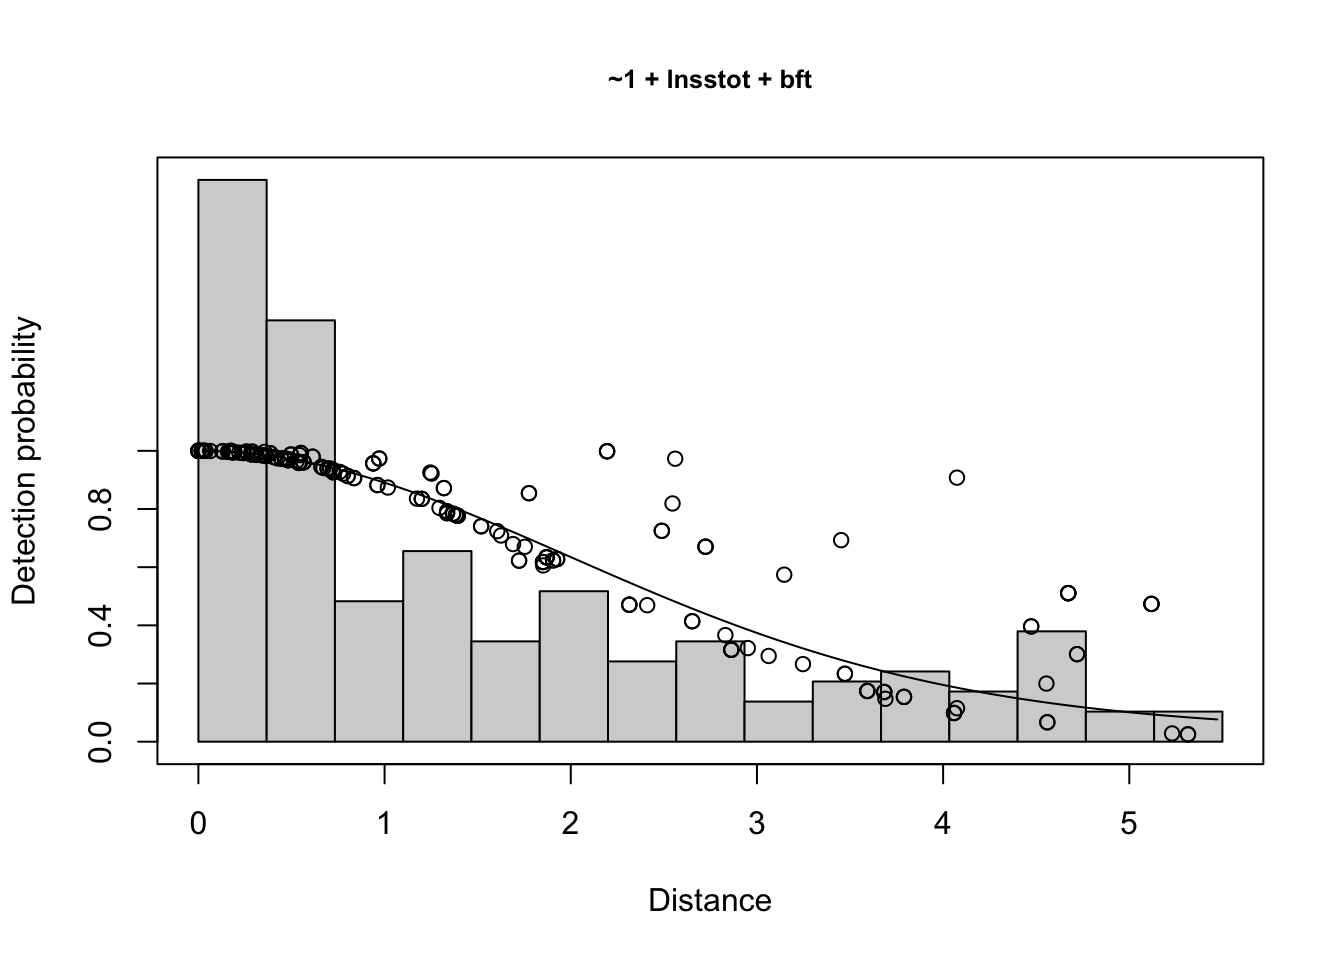 ~1 + lnsstot + bft
Detection probability
0.8
0.4
0.0
0 1 2 3 4 5
Distance